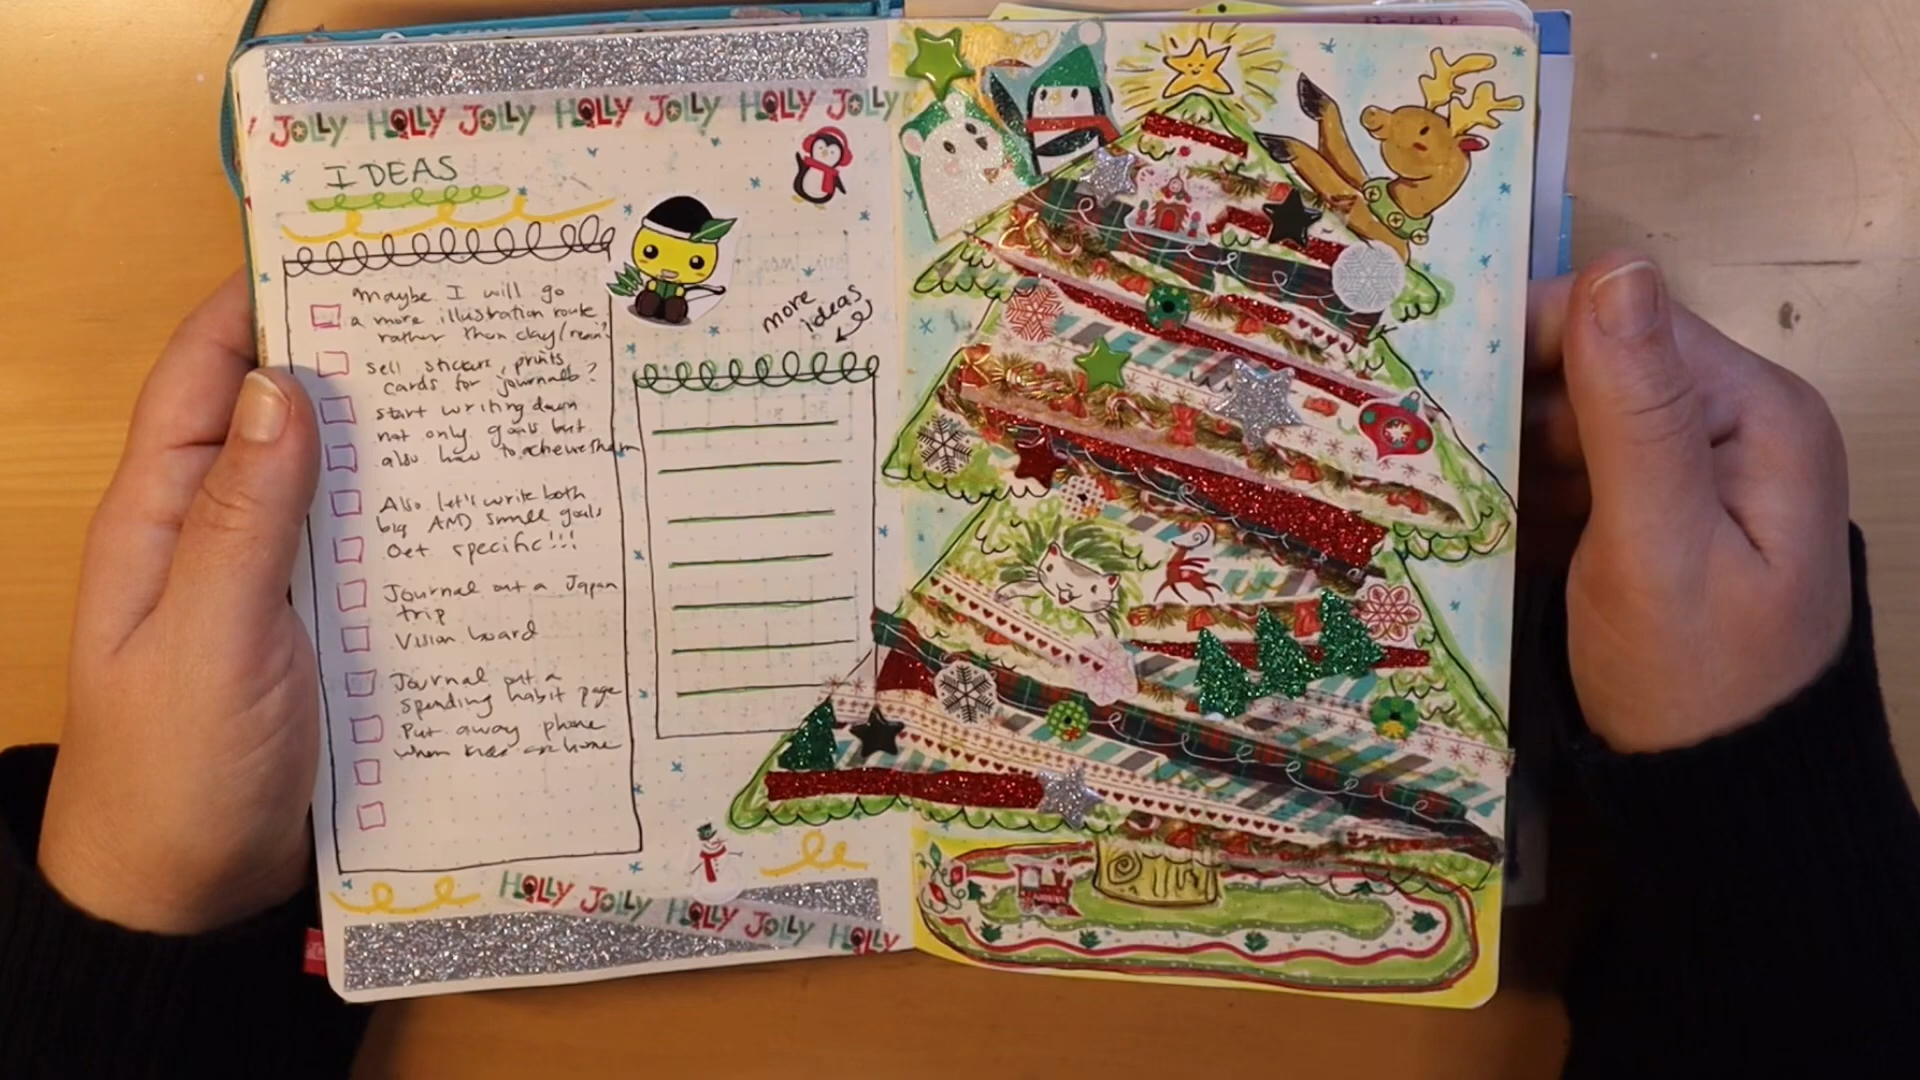 JOLLY HOLLY JOLLY HOLLY JOLLY HOLLY JOLLY
IDEAS
maybe I will go
a more illustration route
rather than clay/resin?
sell stickers, prints
cards for journals?
start writing down
not only goals but
also how to acheive them
Also let's write both
big AND small goals
Get specific!!!
Journal out a Japan
trip
Vision board
Journal out a
spending habit page
Put away phone
when kids are home
more
ideas
HOLLY JOLLY HOLLY JOLLY HOLLY